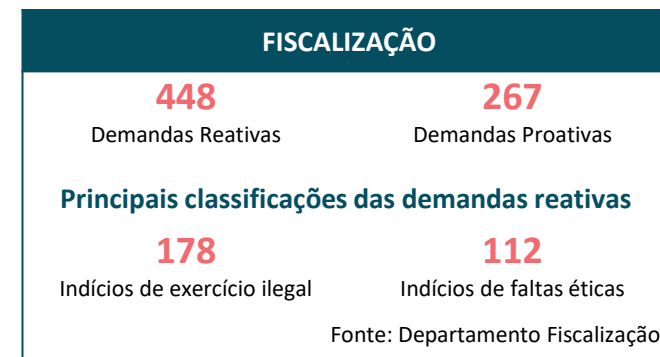 FISCALIZAÇÃO
448 267
Demandas Reativas Demandas Proativas
Principais classificações das demandas reativas
178 112
Indícios de exercício ilegal Indícios de faltas éticas
Fonte: Departamento Fiscalização